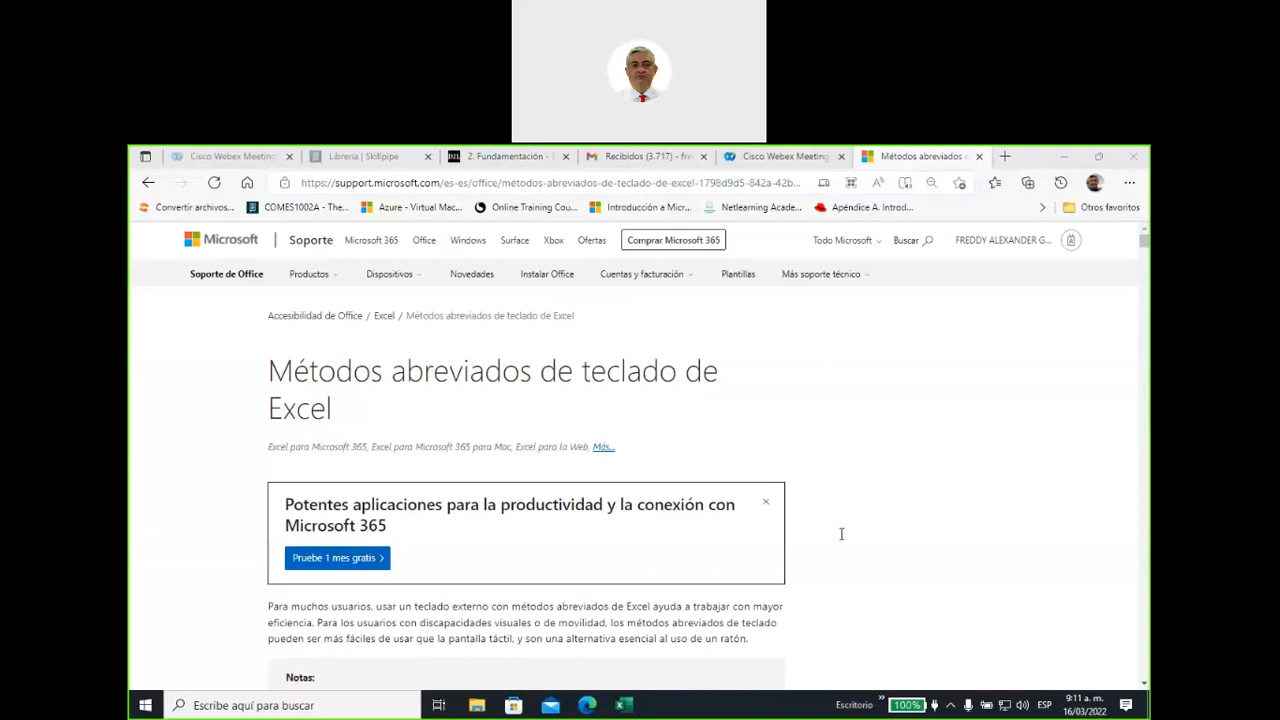 Cisco Webex Meeting
Librería | Skillpipe
2. Fundamentación -
Recibidos (3.717) - fre
Cisco Webex Meeting
Métodos abreviados
https://support.microsoft.com/es-es/office/métodos-abreviados-de-teclado-de-excel-1798d9d5-842a-42b...
Convertir archivos...
COMES1002A - The...
Azure - Virtual Mac...
Online Training Cou...
Introducción a Micr...
Netlearning Acade...
Apéndice A. Introd...
Otros favoritos
Microsoft
Soporte
Microsoft 365
Office
Windows
Surface
Xbox
Ofertas
Comprar Microsoft 365
Todo Microsoft
Buscar
FREDDY ALEXANDER G...
Soporte de Office
Productos
Dispositivos
Novedades
Instalar Office
Cuentas y facturación
Plantillas
Más soporte técnico
Accesibilidad de Office / Excel / Métodos abreviados de teclado de Excel
Métodos abreviados de teclado de
Excel
Excel para Microsoft 365, Excel para Microsoft 365 para Mac, Excel para la Web, Más...
Potentes aplicaciones para la productividad y la conexión con
Microsoft 365
Pruebe 1 mes gratis >
Para muchos usuarios, usar un teclado externo con métodos abreviados de Excel ayuda a trabajar con mayor
eficiencia. Para los usuarios con discapacidades visuales o de movilidad, los métodos abreviados de teclado
pueden ser más fáciles de usar que la pantalla táctil, y son una alternativa esencial al uso de un ratón.
Notas:
Escribe aquí para buscar
Escritorio
100%
ESP
9:11 a. m.
16/03/2022